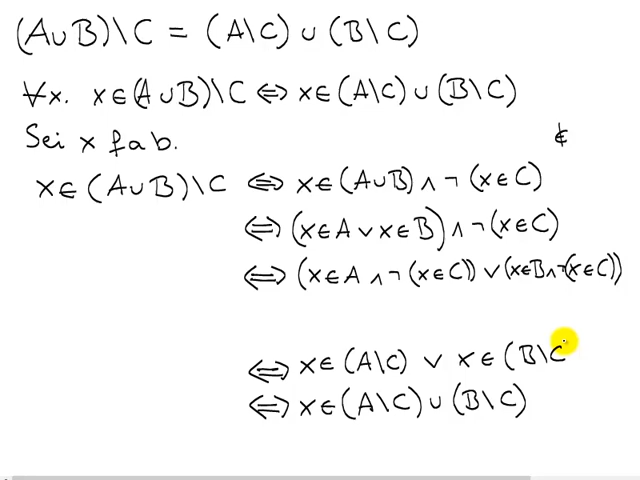 (A∪B)\C = (A\C) ∪ (B\C)
∀x. x∈(A∪B)\C ⇔ x∈(A\C) ∪ (B\C)
Sei x f a b.
∉
x∈(A∪B)\C ⇔ x∈(A∪B) ∧ ¬(x∈C)
⇔ (x∈A ∨ x∈B) ∧ ¬(x∈C)
⇔ (x∈A ∧ ¬(x∈C)) ∨ (x∈B ∧ ¬(x∈C))
⇔ x∈(A\C) ∨ x∈(B\C
⇔ x∈(A\C) ∪ (B\C)